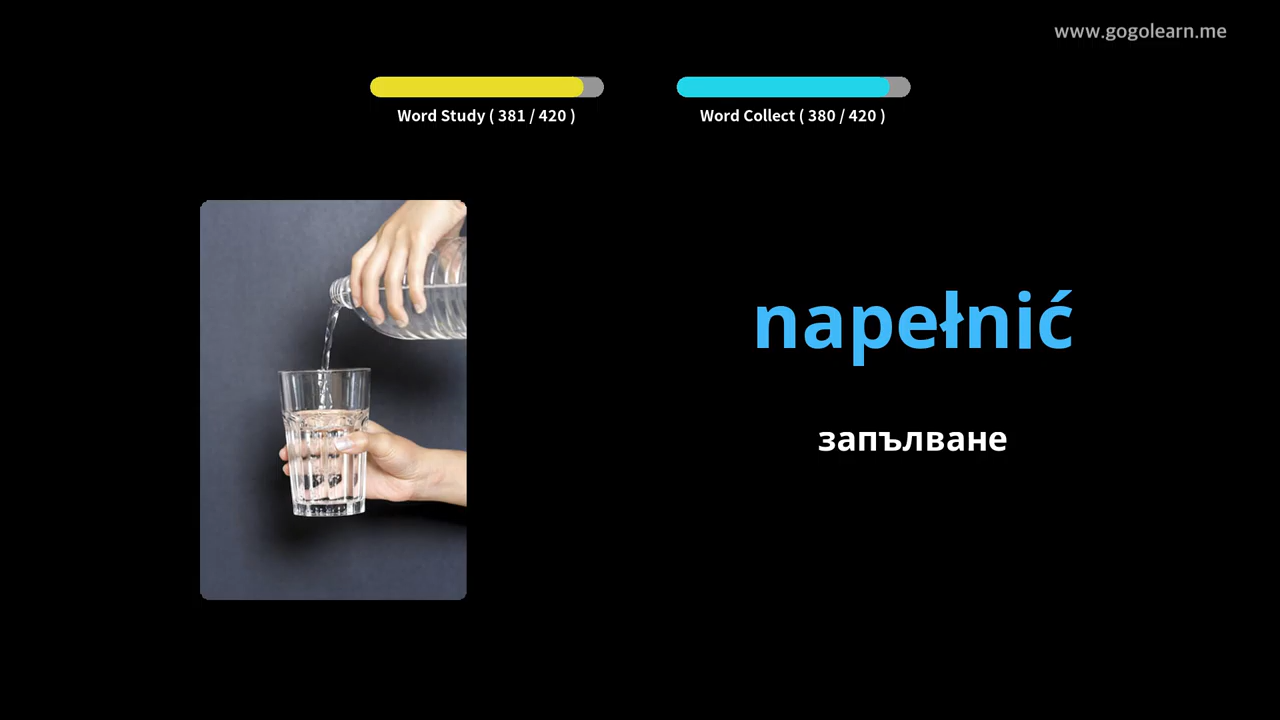 www.gogolearn.me
Word Study ( 381 / 420 )
Word Collect ( 380 / 420 )
napełnić
запълване